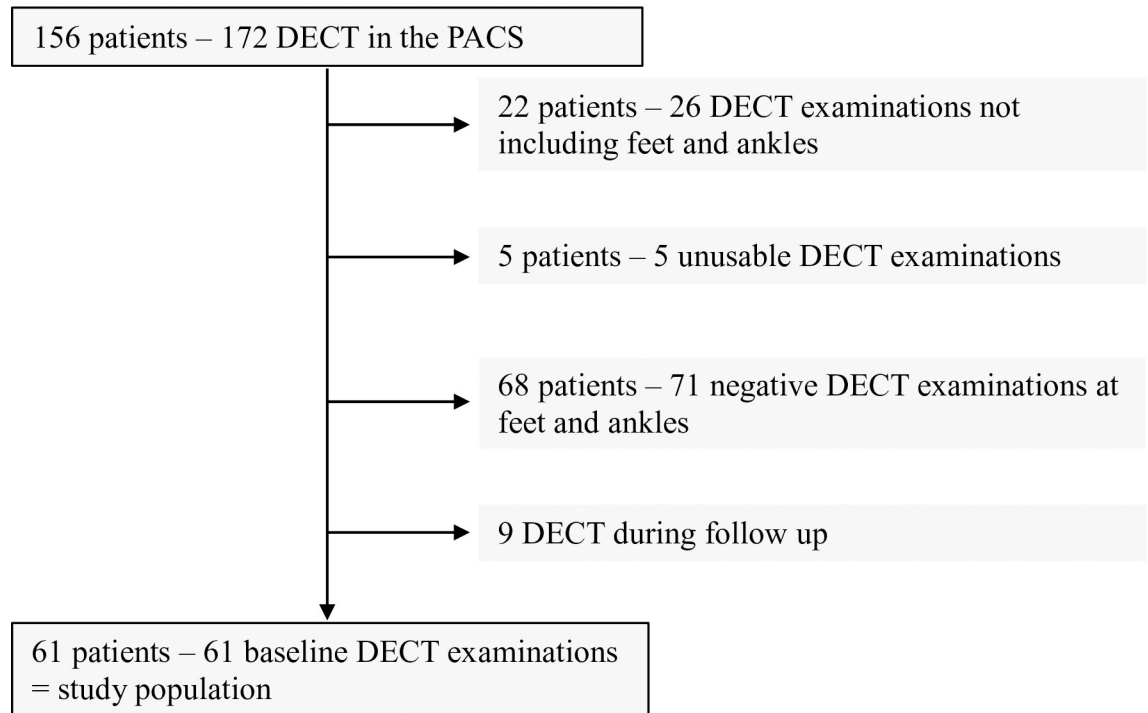 156 patients – 172 DECT in the PACS
22 patients – 26 DECT examinations not
including feet and ankles
5 patients – 5 unusable DECT examinations
68 patients – 71 negative DECT examinations at
feet and ankles
9 DECT during follow up
61 patients – 61 baseline DECT examinations
= study population